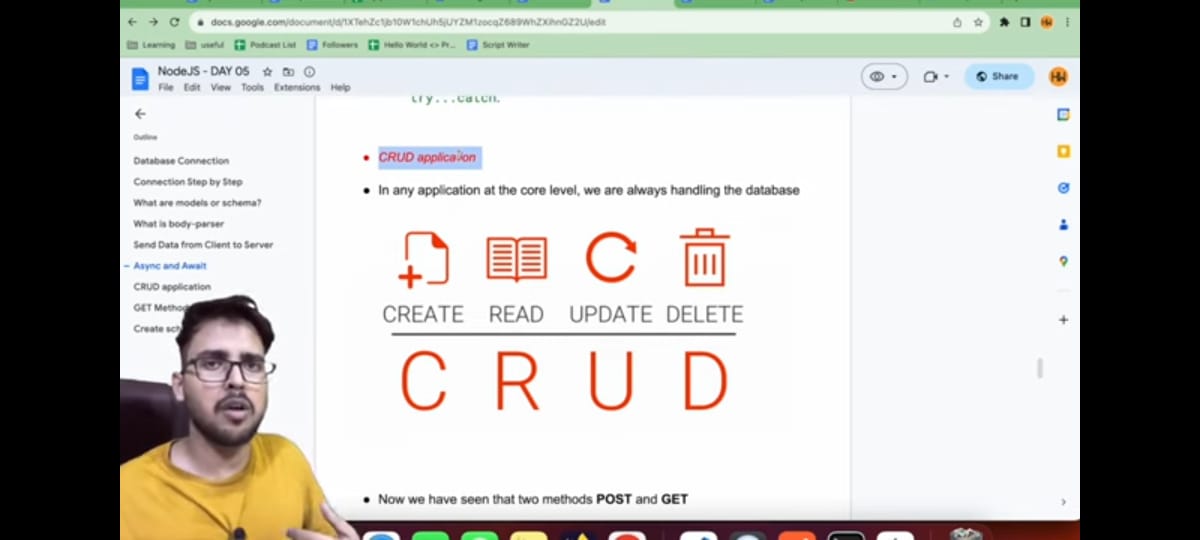 docs.google.com/document/d/1XTehZc1jb10W1chUh5jUYZM1zocqZ689WhZXihnGZ2U/edit
Learning useful Podcast List Followers Hello World <> Pr... Script Writer
NodeJS - DAY 05
File Edit View Tools Extensions Help
Share
HW
try...catch.
Outline
Database Connection
Connection Step by Step
What are models or schema?
What is body-parser
Send Data from Client to Server
Async and Await
CRUD application
GET Method
Create sch
CRUD application
In any application at the core level, we are always handling the database
CREATE READ UPDATE DELETE
C R U D
Now we have seen that two methods POST and GET